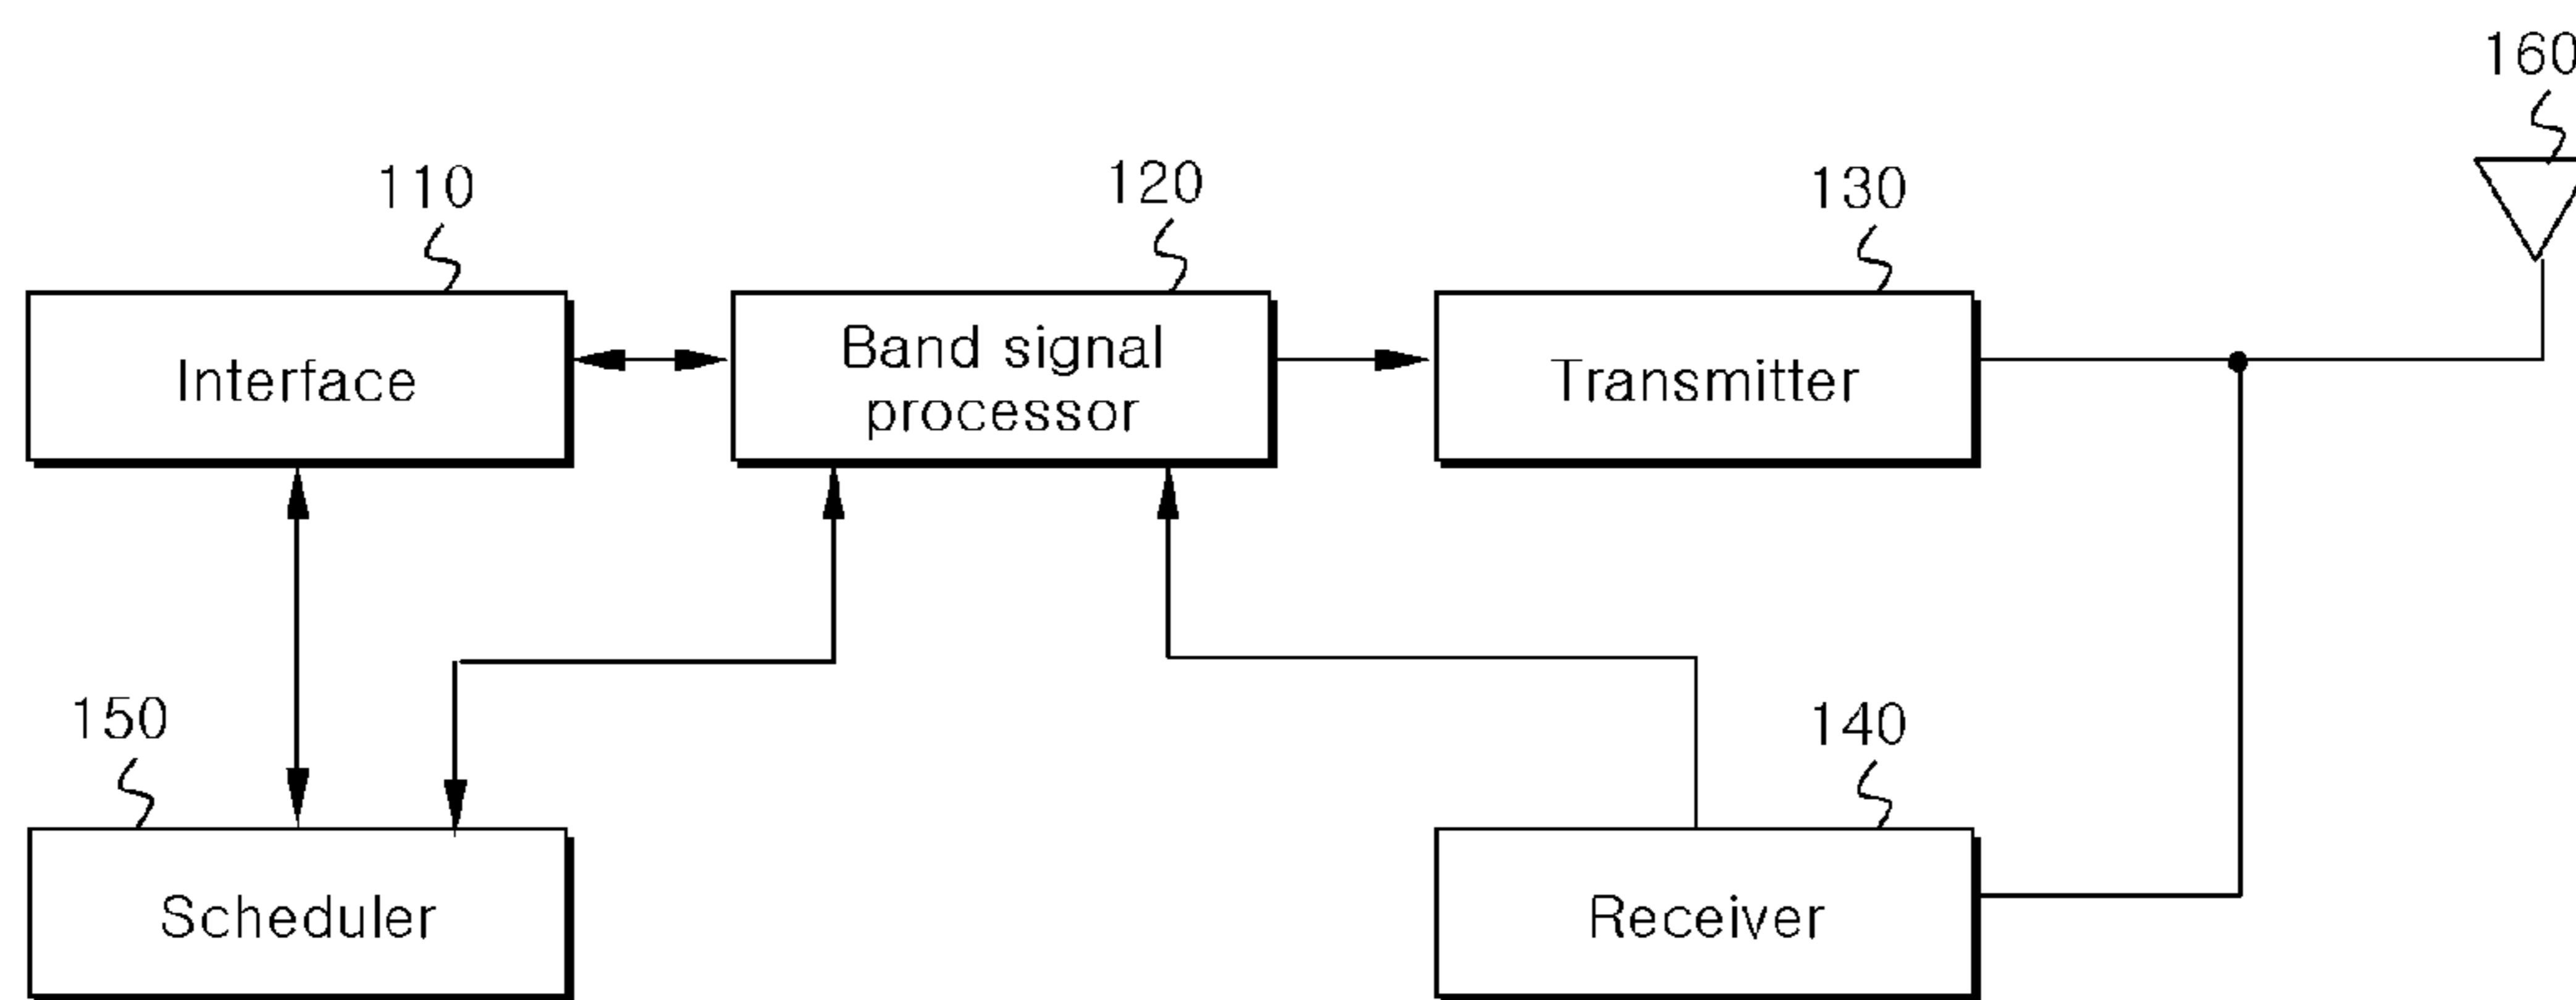 160
110
120
130
Interface
Band signal
processor
Transmitter
150
140
Scheduler
Receiver